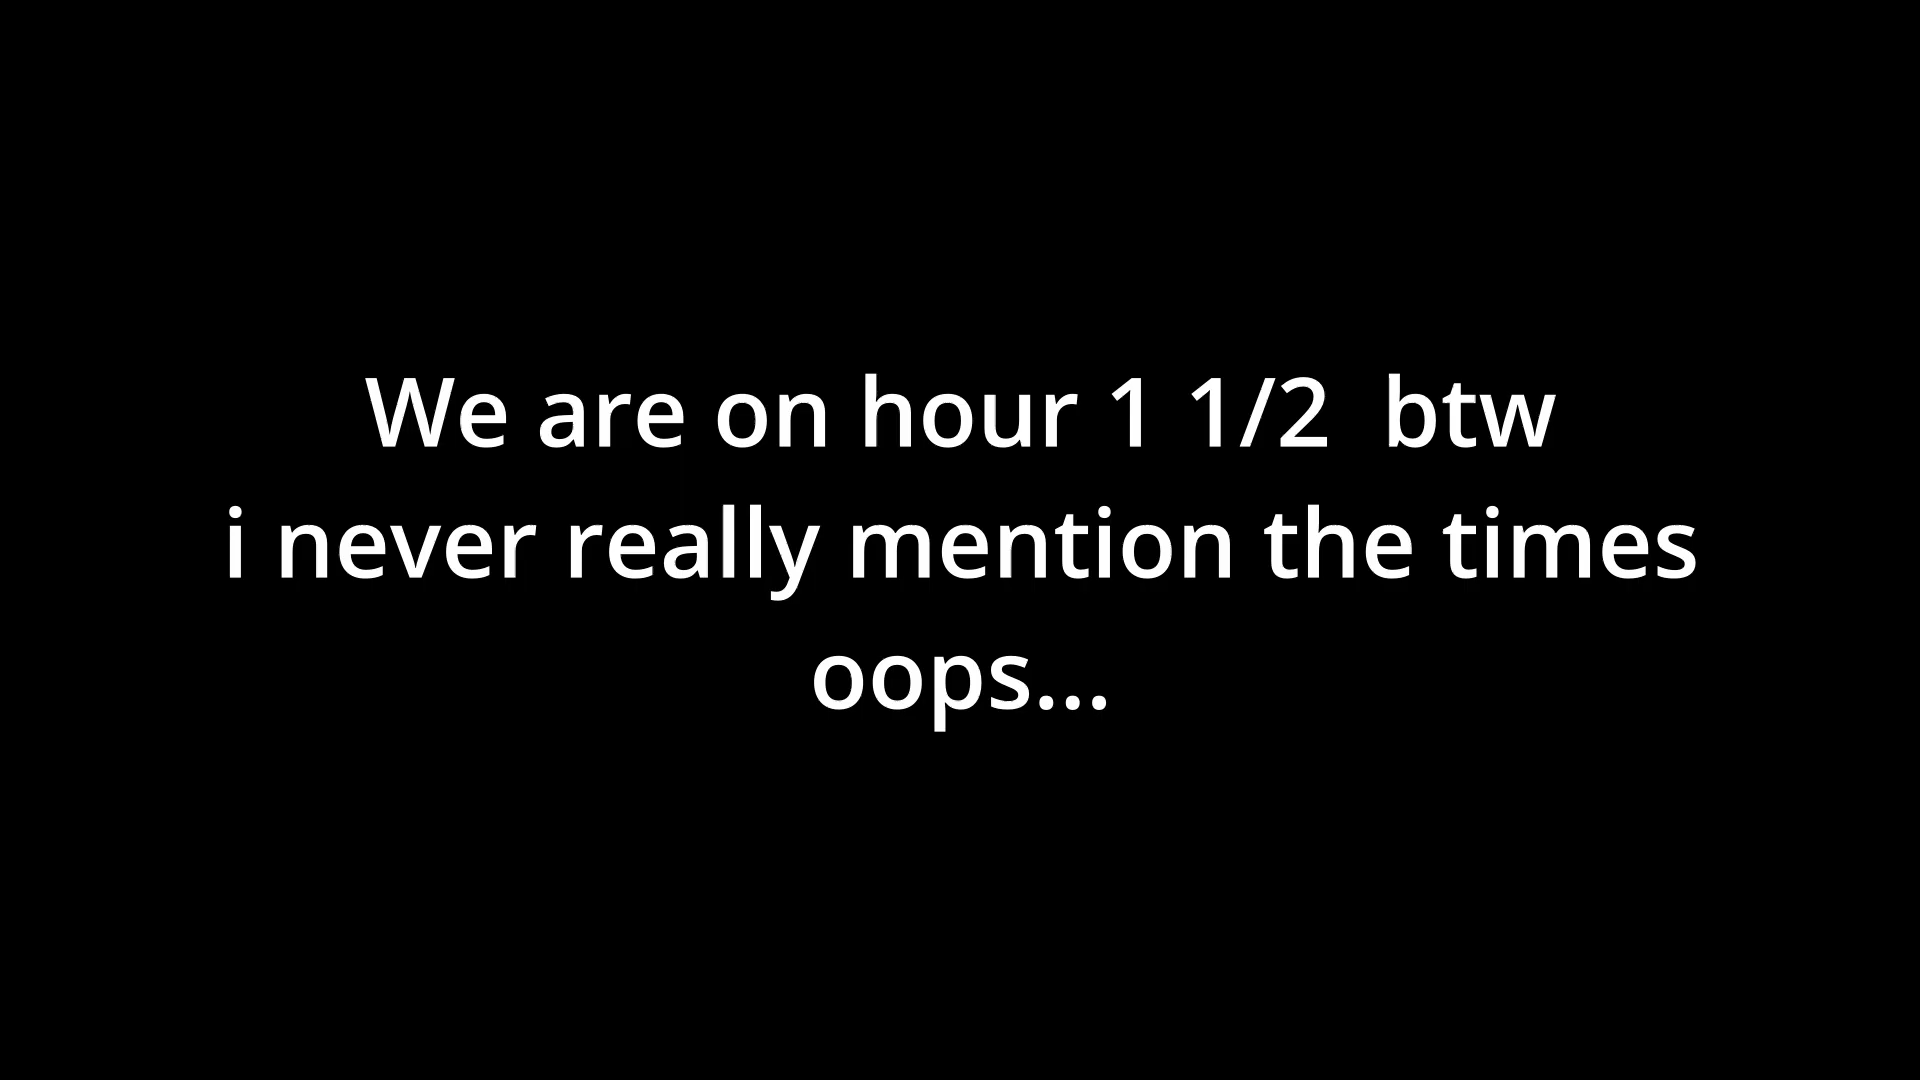 We are on hour 1 1/2  btw
i never really mention the times
oops...